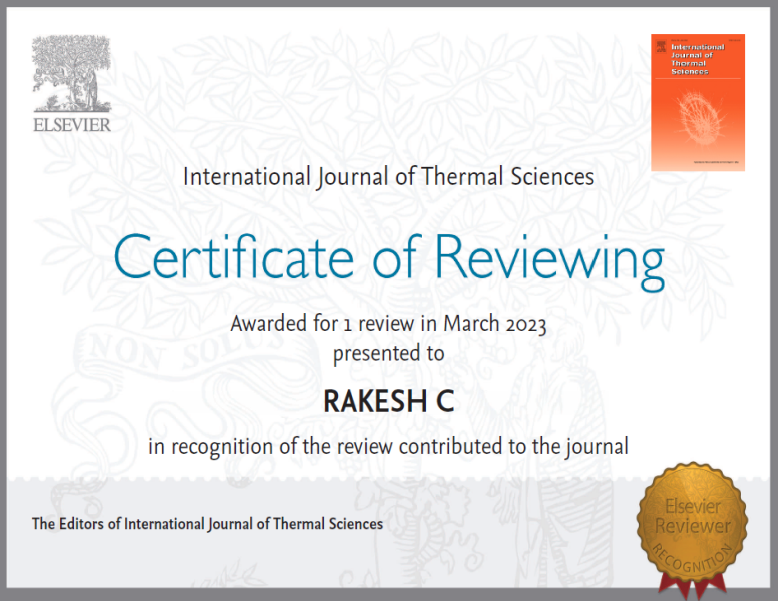 ELSEVIER
International
Journal of
Thermal
Sciences
International Journal of Thermal Sciences
Certificate of Reviewing
Awarded for 1 review in March 2023
presented to
NON SOL
RAKESH C
in recognition of the review contributed to the journal
The Editors of International Journal of Thermal Sciences
Elsevier
Reviewer
RECOGNITION